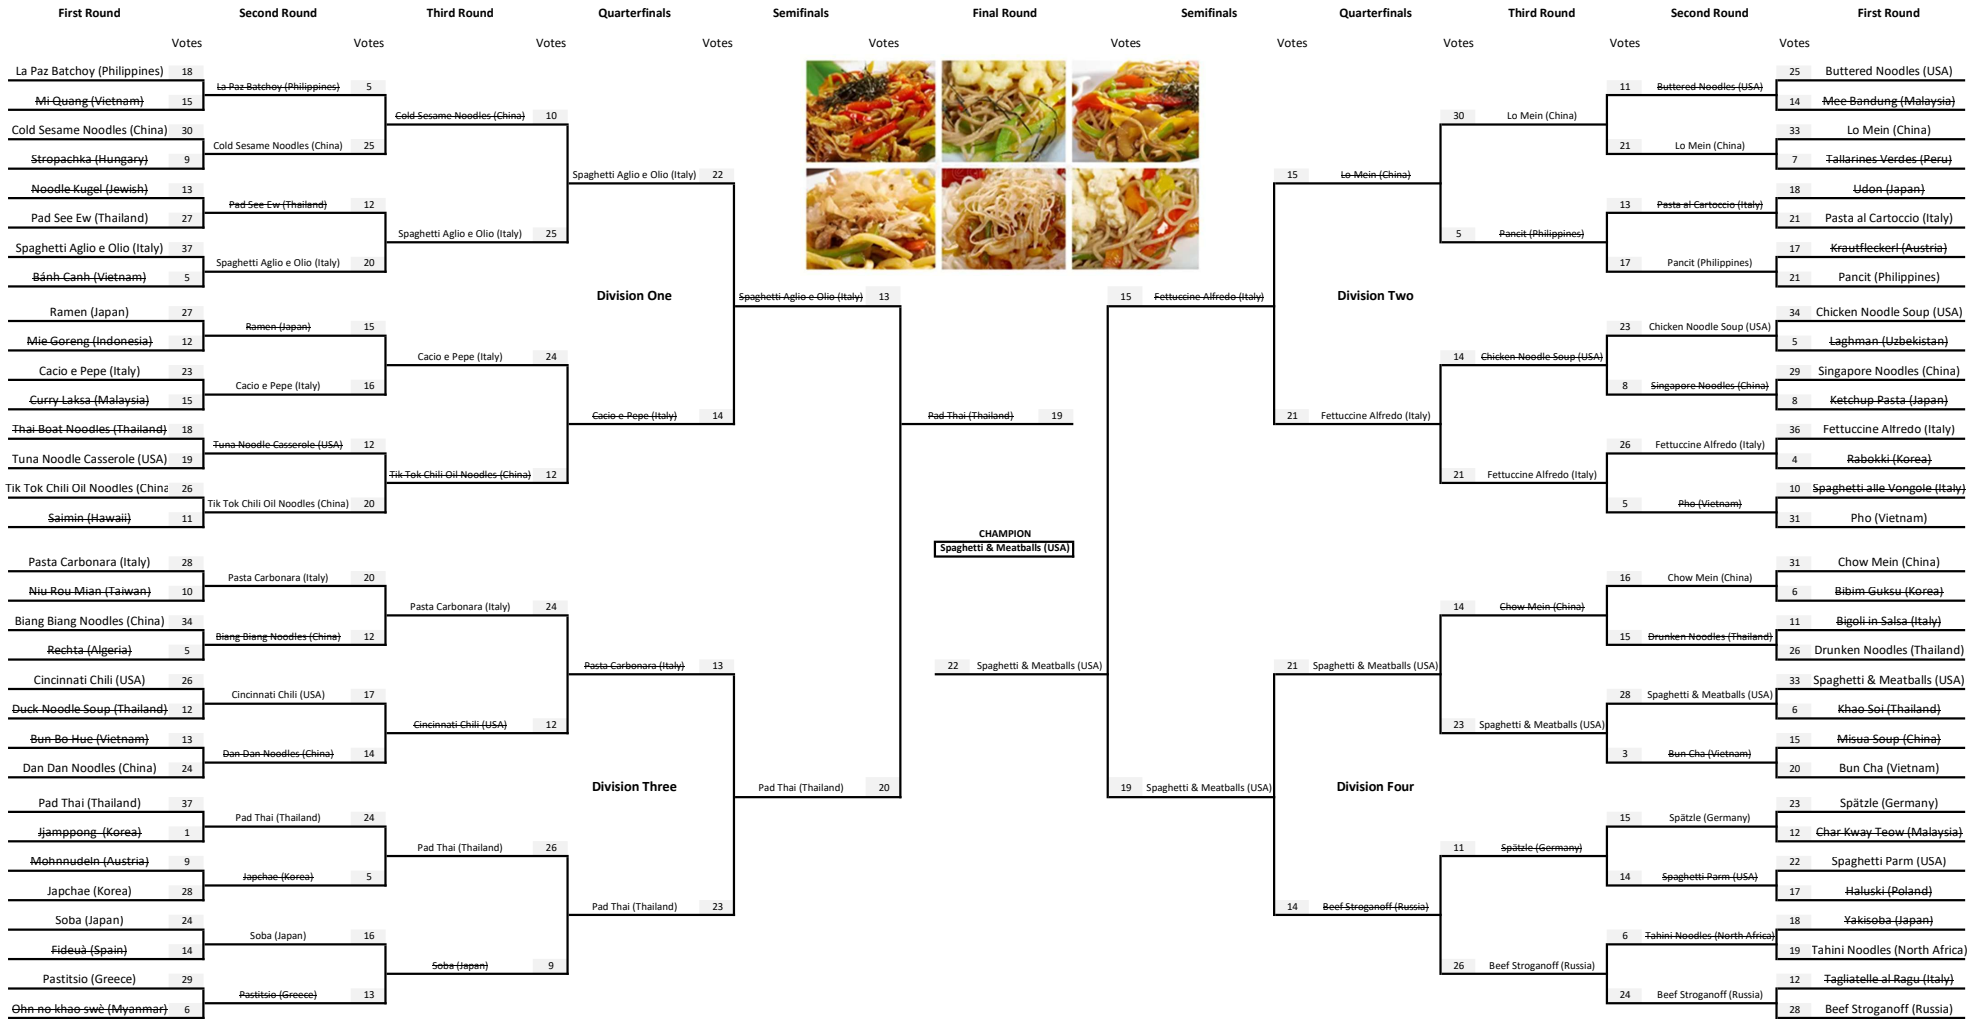 First Round Second Round Third Round Quarterfinals Semifinals Final Round Semifinals Quarterfinals Third Round Second Round First Round
Votes Votes Votes Votes Votes Votes Votes Votes Votes Votes
La Paz Batchoy (Philippines) 18 25 Buttered Noodles (USA)
La Paz Batchoy (Philippines) 5 11 Buttered Noodles (USA)
Mi Quang (Vietnam) 15 14 Mee Bandung (Malaysia)
Cold Sesame Noodles (China) 10 30 Lo Mein (China)
Cold Sesame Noodles (China) 30 33 Lo Mein (China)
Cold Sesame Noodles (China) 25 21 Lo Mein (China)
Stropachka (Hungary) 9 7 Tallarines Verdes (Peru)
Spaghetti Aglio e Olio (Italy) 22 15 Lo Mein (China)
Noodle Kugel (Jewish) 13 18 Udon (Japan)
Pad See Ew (Thailand) 12 13 Pasta al Cartoccio (Italy)
Pad See Ew (Thailand) 27 21 Pasta al Cartoccio (Italy)
Spaghetti Aglio e Olio (Italy) 25 5 Pancit (Philippines)
Spaghetti Aglio e Olio (Italy) 37 17 Krautfleckerl (Austria)
Spaghetti Aglio e Olio (Italy) 20 17 Pancit (Philippines)
Bánh Canh (Vietnam) 5 21 Pancit (Philippines)
Division One Spaghetti Aglio e Olio (Italy) 13 15 Fettuccine Alfredo (Italy) Division Two
Ramen (Japan) 27 34 Chicken Noodle Soup (USA)
Ramen (Japan) 15 23 Chicken Noodle Soup (USA)
Mie Goreng (Indonesia) 12 5 Laghman (Uzbekistan)
Cacio e Pepe (Italy) 24 14 Chicken Noodle Soup (USA)
Cacio e Pepe (Italy) 23 29 Singapore Noodles (China)
Cacio e Pepe (Italy) 16 8 Singapore Noodles (China)
Curry Laksa (Malaysia) 15 8 Ketchup Pasta (Japan)
Cacio e Pepe (Italy) 14 Pad Thai (Thailand) 19 21 Fettuccine Alfredo (Italy)
Thai Boat Noodles (Thailand) 18 36 Fettuccine Alfredo (Italy)
Tuna Noodle Casserole (USA) 12 26 Fettuccine Alfredo (Italy)
Tuna Noodle Casserole (USA) 19 4 Rabokki (Korea)
Tik Tok Chili Oil Noodles (China) 12 21 Fettuccine Alfredo (Italy)
Tik Tok Chili Oil Noodles (China 26 10 Spaghetti alle Vongole (Italy)
Tik Tok Chili Oil Noodles (China) 20 5 Pho (Vietnam)
Saimin (Hawaii) 11 31 Pho (Vietnam)
CHAMPION
Spaghetti & Meatballs (USA)
Pasta Carbonara (Italy) 28 31 Chow Mein (China)
Pasta Carbonara (Italy) 20 16 Chow Mein (China)
Niu Rou Mian (Taiwan) 10 6 Bibim Guksu (Korea)
Pasta Carbonara (Italy) 24 14 Chow Mein (China)
Biang Biang Noodles (China) 34 11 Bigoli in Salsa (Italy)
Biang Biang Noodles (China) 12 15 Drunken Noodles (Thailand)
Rechta (Algeria) 5 26 Drunken Noodles (Thailand)
Pasta Carbonara (Italy) 13 22 Spaghetti & Meatballs (USA) 21 Spaghetti & Meatballs (USA)
Cincinnati Chili (USA) 26 33 Spaghetti & Meatballs (USA)
Cincinnati Chili (USA) 17 28 Spaghetti & Meatballs (USA)
Duck Noodle Soup (Thailand) 12 6 Khao Soi (Thailand)
Cincinnati Chili (USA) 12 23 Spaghetti & Meatballs (USA)
Bun Bo Hue (Vietnam) 13 15 Misua Soup (China)
Dan Dan Noodles (China) 14 3 Bun Cha (Vietnam)
Dan Dan Noodles (China) 24 20 Bun Cha (Vietnam)
Division Three Pad Thai (Thailand) 20 19 Spaghetti & Meatballs (USA) Division Four
Pad Thai (Thailand) 37 23 Spätzle (Germany)
Pad Thai (Thailand) 24 15 Spätzle (Germany)
Jjamppong (Korea) 1 12 Char Kway Teow (Malaysia)
Pad Thai (Thailand) 26 11 Spätzle (Germany)
Mohnnudeln (Austria) 9 22 Spaghetti Parm (USA)
Japchae (Korea) 5 14 Spaghetti Parm (USA)
Japchae (Korea) 28 17 Haluski (Poland)
Pad Thai (Thailand) 23 14 Beef Stroganoff (Russia)
Soba (Japan) 24 18 Yakisoba (Japan)
Soba (Japan) 16 6 Tahini Noodles (North Africa)
Fideuà (Spain) 14 19 Tahini Noodles (North Africa)
Soba (Japan) 9 26 Beef Stroganoff (Russia)
Pastitsio (Greece) 29 12 Tagliatelle al Ragu (Italy)
Pastitsio (Greece) 13 24 Beef Stroganoff (Russia)
Ohn no khao swè (Myanmar) 6 28 Beef Stroganoff (Russia)